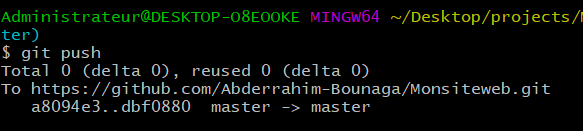 Administrateur@DESKTOP-O8EOOKE MINGW64 ~/Desktop/projects/
ter)
$ git push
Total 0 (delta 0), reused 0 (delta 0)
To https://github.com/Abderrahim-Bounaga/Monsiteweb.git
   a8094e3..dbf0880  master -> master